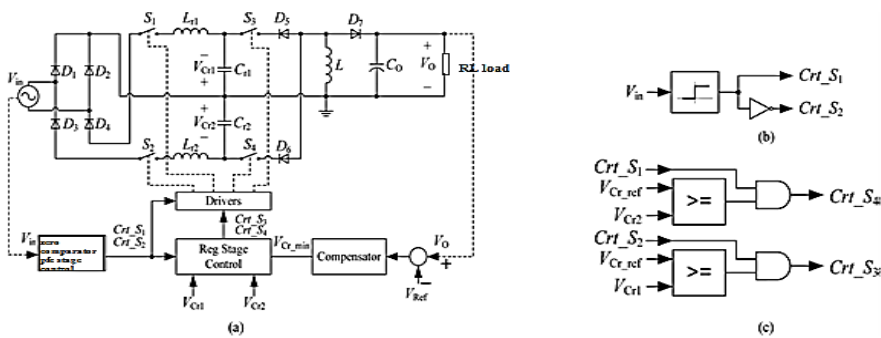 S1 Lr1 S3 D5 D7
Vin D1 D2 VCr1 Cr1 L CO VO RL load
D3 D4 VCr2 Cr2
S2 Lr2 S4 D6
Drivers
Crt_S1
Crt_S2
Crt_S3
Crt_S4
Vin
zero
comparator
pfc stage
control
Reg Stage
Control
VCr_min
Compensator
VO
VRef
VCr1 VCr2
(a)
Vin
Crt_S1
Crt_S2
(b)
Crt_S1
VCr_ref
>=
VCr2
Crt_S4
Crt_S2
VCr_ref
>=
VCr1
Crt_S3
(c)